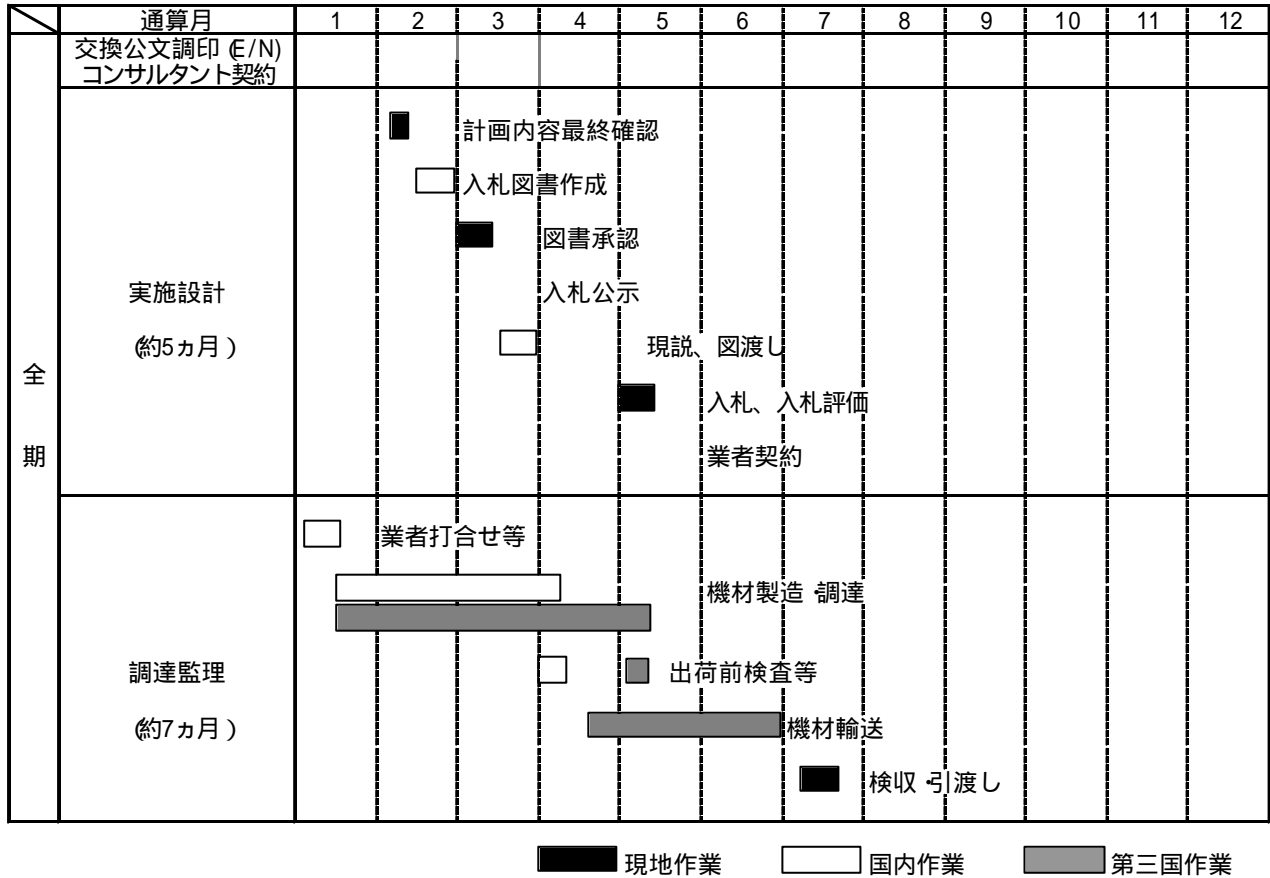 通算月 1 2 3 4 5 6 7 8 9 10 11 12
交換公文調印 (E/N)
コンサルタント契約
計画内容最終確認
入札図書作成
図書承認
実施設計
入札公示
(約5ヵ月)
現説、図渡し
全
入札、入札評価
期
業者契約
業者打合せ等
機材製造・調達
調達監理
出荷前検査等
(約7ヵ月)
機材輸送
検収・引渡し
現地作業 国内作業 第三国作業